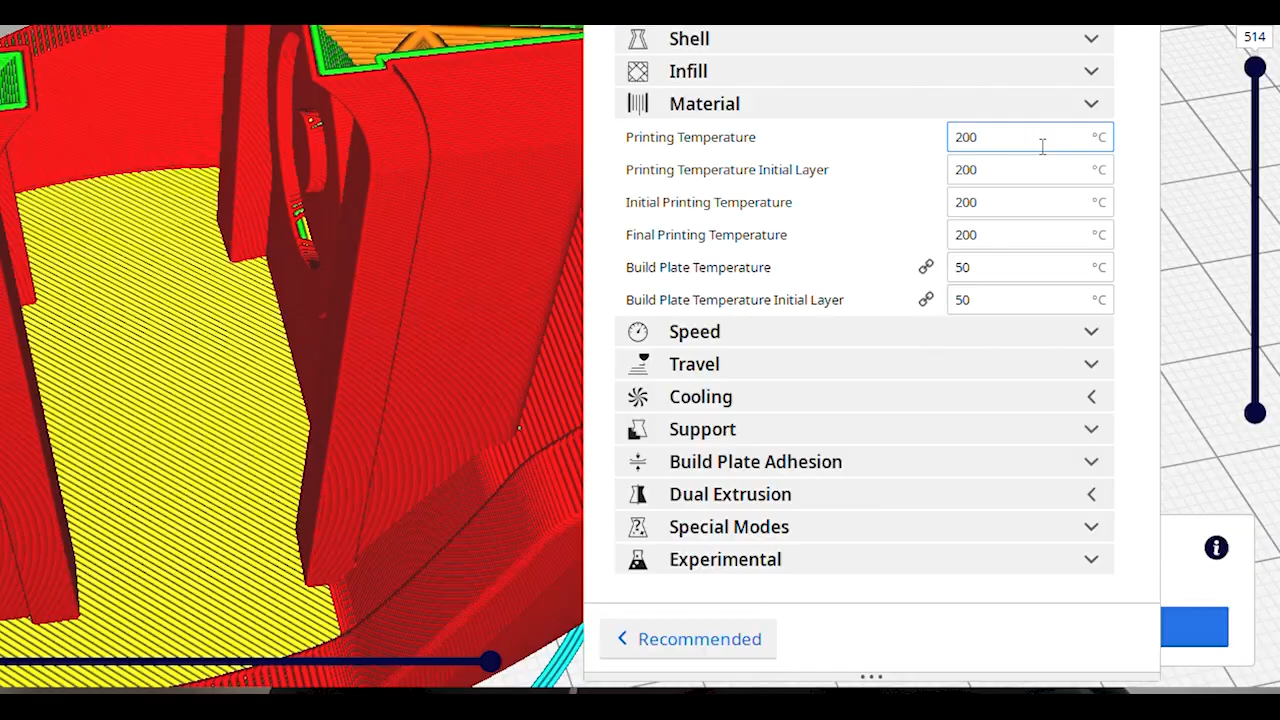 514
Shell
Infill
Material
Printing Temperature 200 °C
Printing Temperature Initial Layer 200 °C
Initial Printing Temperature 200 °C
Final Printing Temperature 200 °C
Build Plate Temperature 50 °C
Build Plate Temperature Initial Layer 50 °C
Speed
Travel
Cooling
Support
Build Plate Adhesion
Dual Extrusion
Special Modes
Experimental
Recommended